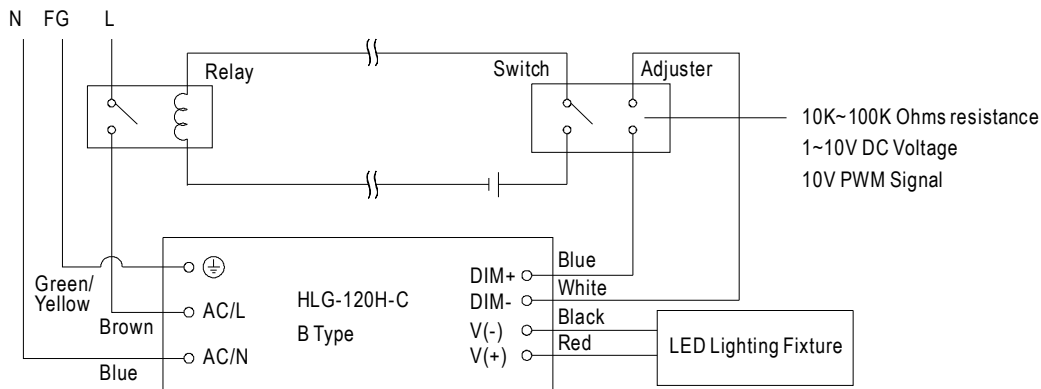 N FG L
Relay
Switch
Adjuster
10K~100K Ohms resistance
1~10V DC Voltage
10V PWM Signal
Green/
Yellow
Brown
Blue
AC/L
AC/N
HLG-120H-C
B Type
DIM+
DIM-
V(-)
V(+)
Blue
White
Black
Red
LED Lighting Fixture